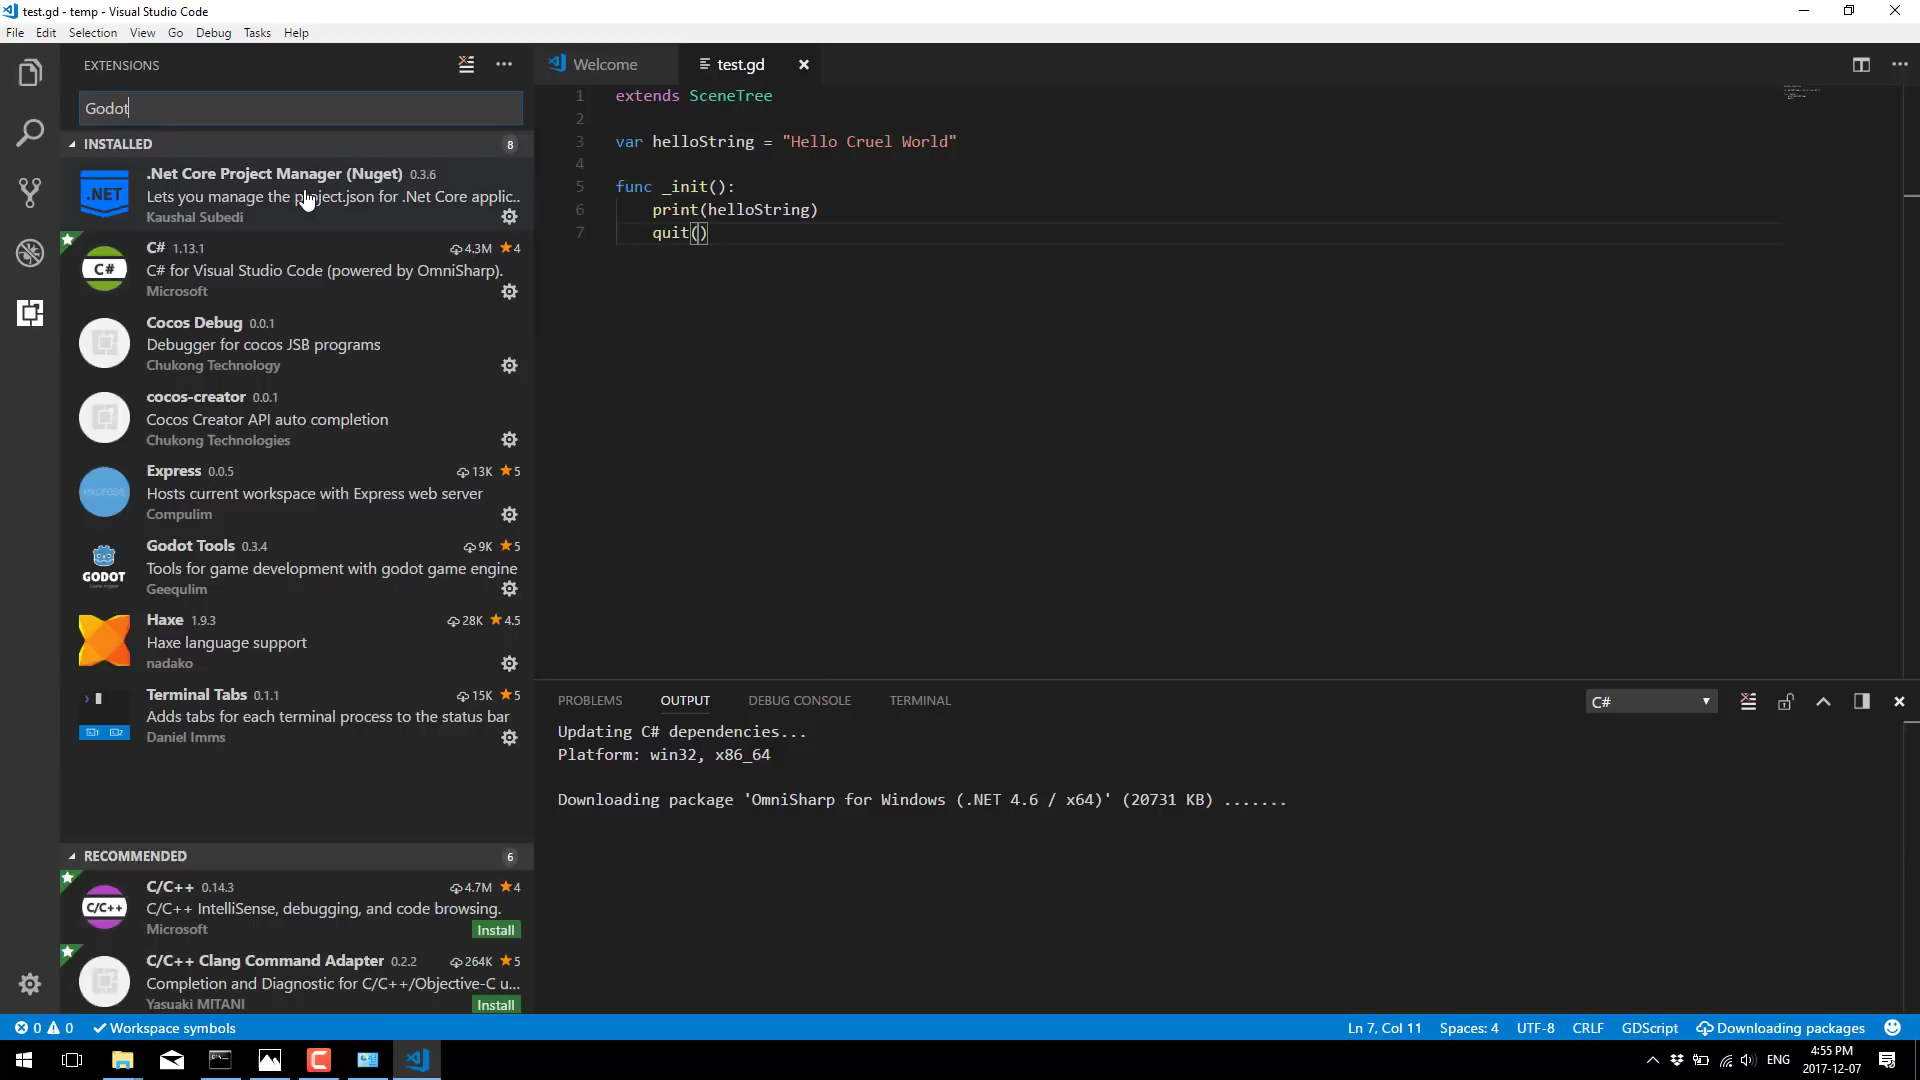 test.gd - temp - Visual Studio Code
File Edit Selection View Go Debug Tasks Help
EXTENSIONS
Godot
INSTALLED 8
.NET
.Net Core Project Manager (Nuget) 0.3.6
Lets you manage the project.json for .Net Core applic...
Kaushal Subedi
C#
C# 1.13.1 4.3M 4
C# for Visual Studio Code (powered by OmniSharp).
Microsoft
Cocos Debug 0.0.1
Debugger for cocos JSB programs
Chukong Technology
cocos-creator 0.0.1
Cocos Creator API auto completion
Chukong Technologies
express
Express 0.0.5 13K 5
Hosts current workspace with Express web server
Compulim
GODOT
Godot Tools 0.3.4 9K 5
Tools for game development with godot game engine
Geequlim
Haxe 1.9.3 28K 4.5
Haxe language support
nadako
Terminal Tabs 0.1.1 15K 5
Adds tabs for each terminal process to the status bar
Daniel Imms
RECOMMENDED 6
C/C++
C/C++ 0.14.3 4.7M 4
C/C++ IntelliSense, debugging, and code browsing.
Microsoft Install
C/C++ Clang Command Adapter 0.2.2 264K 5
Completion and Diagnostic for C/C++/Objective-C u...
Yasuaki MITANI Install
Welcome test.gd
1 extends SceneTree
2
3 var helloString = "Hello Cruel World"
4
5 func _init():
6 print(helloString)
7 quit()
PROBLEMS OUTPUT DEBUG CONSOLE TERMINAL C#
Updating C# dependencies...
Platform: win32, x86_64
Downloading package 'OmniSharp for Windows (.NET 4.6 / x64)' (20731 KB) .......
0 0 Workspace symbols Ln 7, Col 11 Spaces: 4 UTF-8 CRLF GDScript Downloading packages
ENG 4:55 PM
2017-12-07